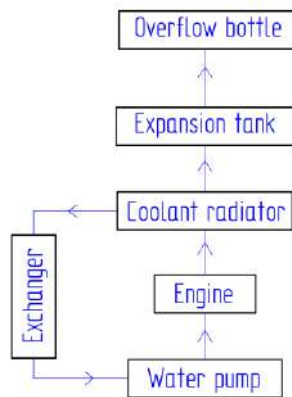 Overflow bottle
Expansion tank
Coolant radiator
Exchanger
Engine
Water pump